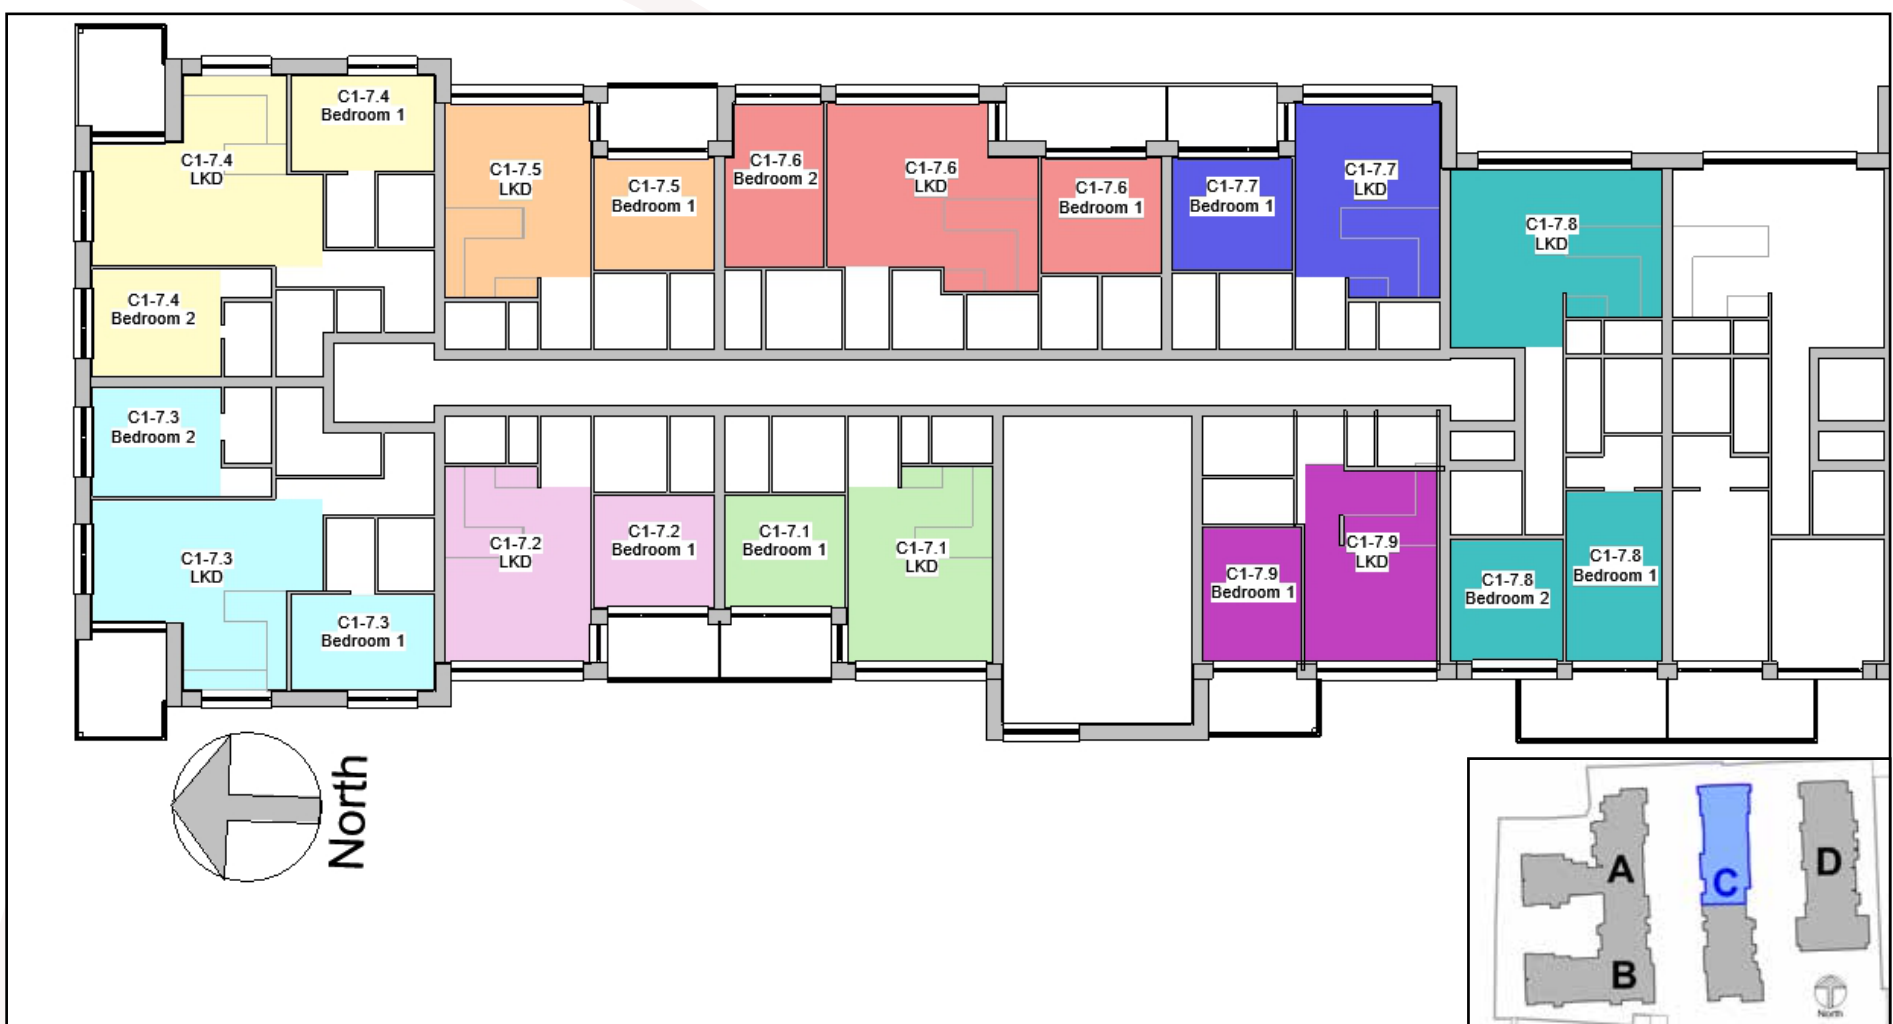 C1-7.4
LKD
C1-7.4
Bedroom 1
C1-7.4
Bedroom 2
C1-7.5
LKD
C1-7.5
Bedroom 1
C1-7.6
Bedroom 2
C1-7.6
LKD
C1-7.6
Bedroom 1
C1-7.7
Bedroom 1
C1-7.7
LKD
C1-7.8
LKD
C1-7.3
Bedroom 2
C1-7.3
LKD
C1-7.3
Bedroom 1
C1-7.2
LKD
C1-7.2
Bedroom 1
C1-7.1
Bedroom 1
C1-7.1
LKD
C1-7.9
Bedroom 1
C1-7.9
LKD
C1-7.8
Bedroom 2
C1-7.8
Bedroom 1
North
A
B
C
D
North